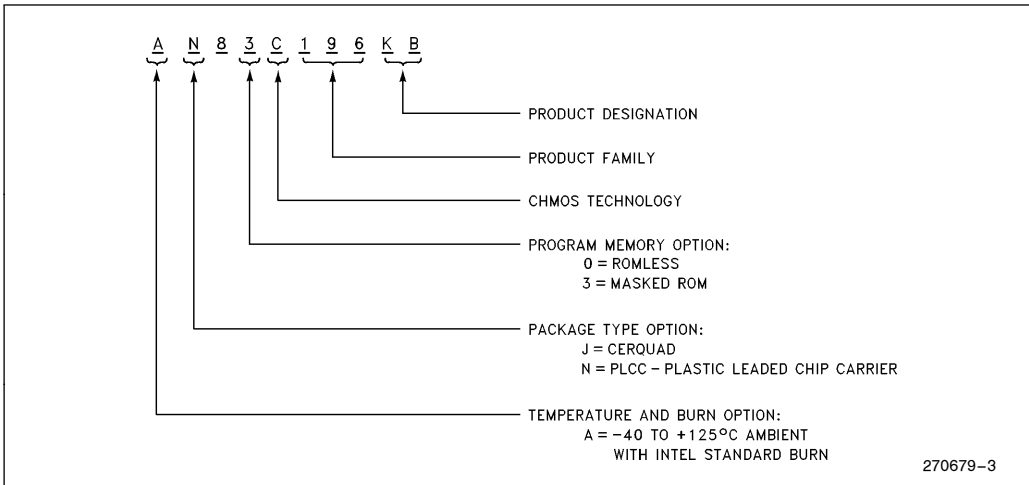 A N 8 3 C 1 9 6 K B
PRODUCT DESIGNATION
PRODUCT FAMILY
CHMOS TECHNOLOGY
PROGRAM MEMORY OPTION:
0 = ROMLESS
3 = MASKED ROM
PACKAGE TYPE OPTION:
J = CERQUAD
N = PLCC – PLASTIC LEADED CHIP CARRIER
TEMPERATURE AND BURN OPTION:
A = –40 TO +125°C AMBIENT
WITH INTEL STANDARD BURN
270679–3